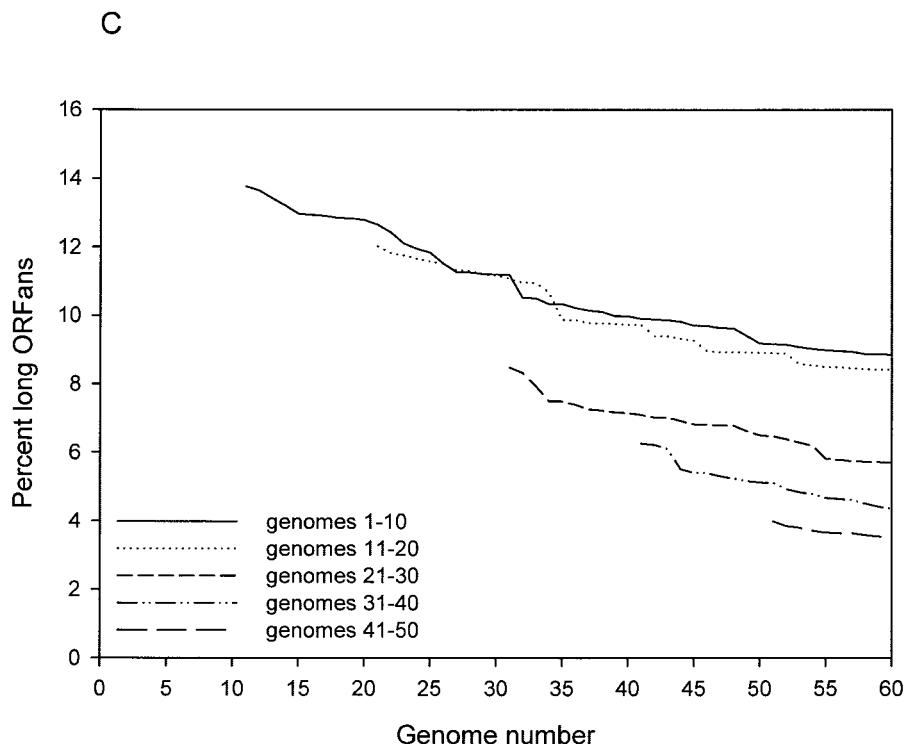 C
16
14
12
10
8
6
4
2
0
Percent long ORFans
genomes 1-10
genomes 11-20
genomes 21-30
genomes 31-40
genomes 41-50
0 5 10 15 20 25 30 35 40 45 50 55 60
Genome number